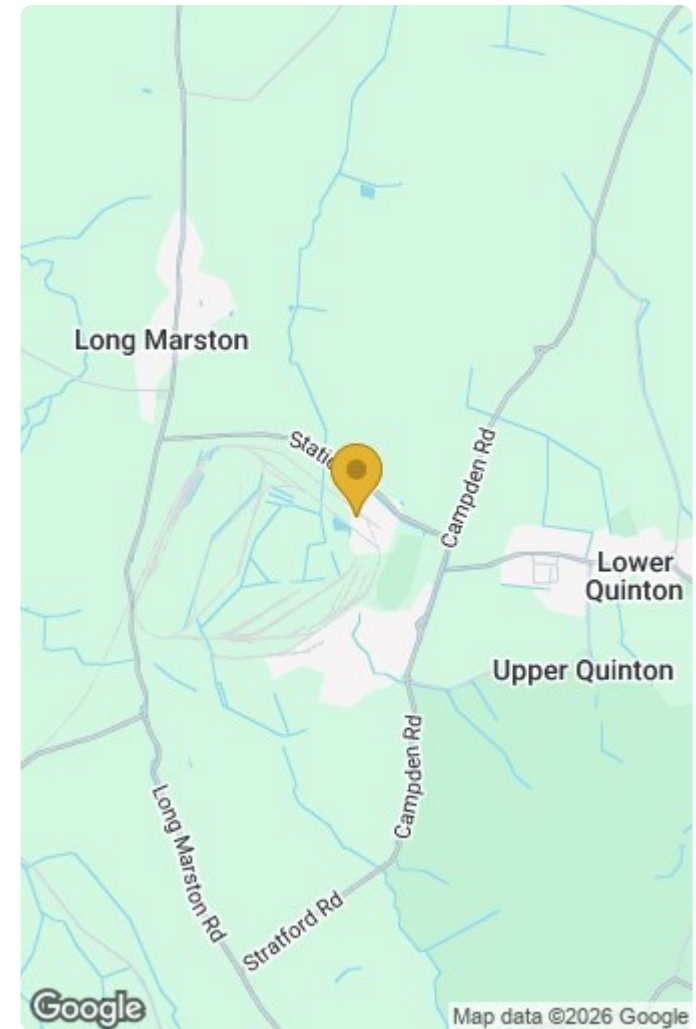 Long Marston
Campden Rd
Lower
Quinton
Upper Quinton
Campden Rd
Long Marston Rd
Stratford Rd
Google
Map data ©2026 Google